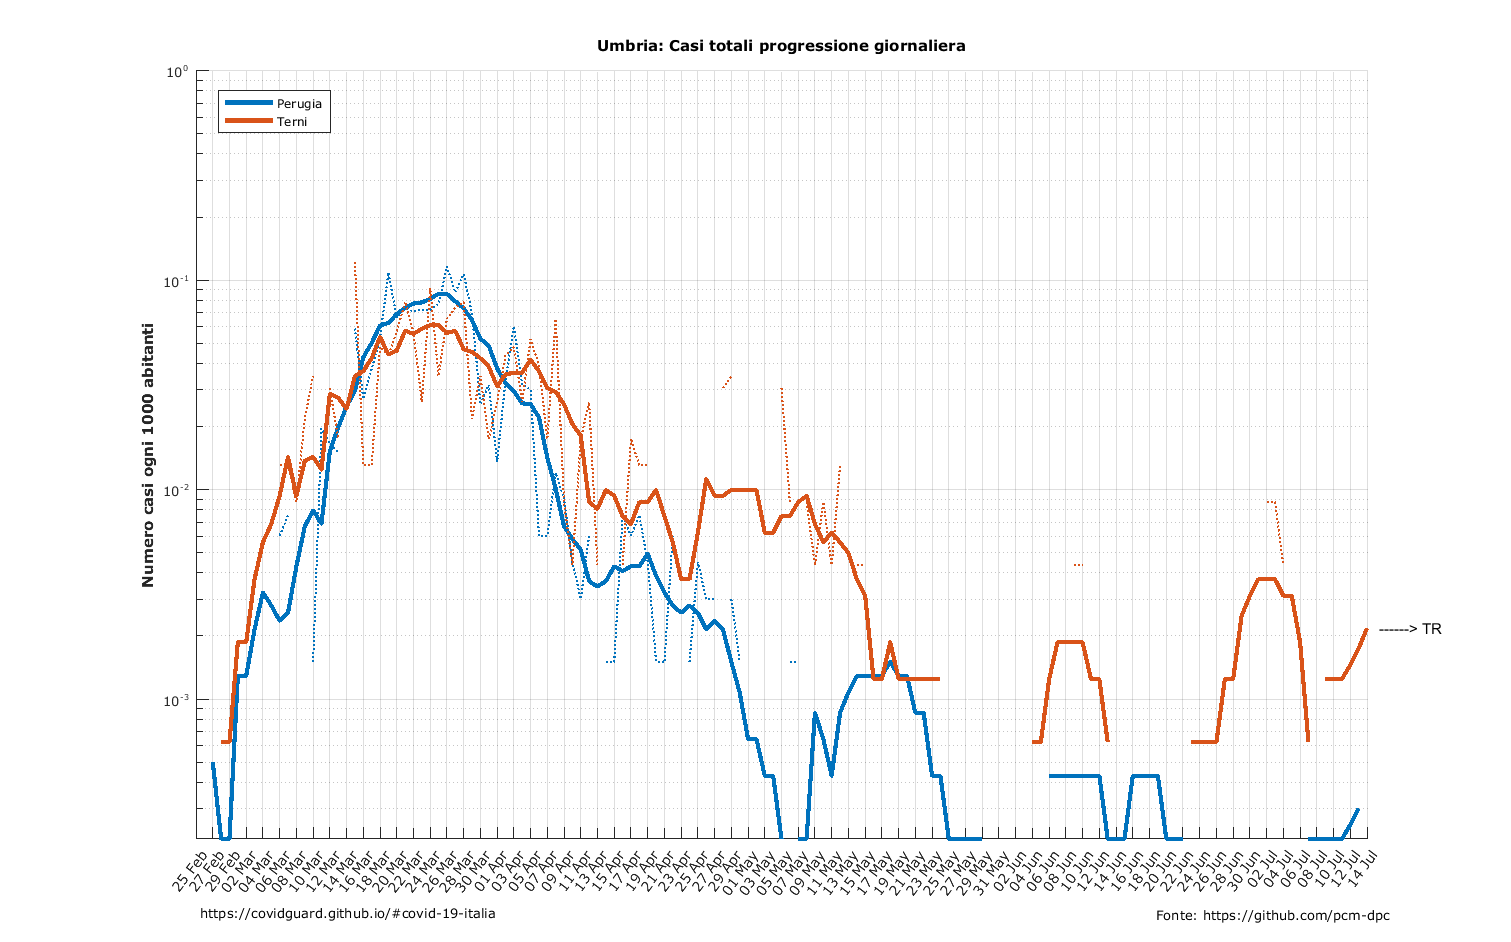 Umbria: Casi totali progressione giornaliera
10^0
10^-1
10^-2
10^-3
Numero casi ogni 1000 abitanti
Perugia
Terni
------> TR
25 Feb
27 Feb
29 Feb
02 Mar
04 Mar
06 Mar
08 Mar
10 Mar
12 Mar
14 Mar
16 Mar
18 Mar
20 Mar
22 Mar
24 Mar
26 Mar
28 Mar
30 Mar
01 Apr
03 Apr
05 Apr
07 Apr
09 Apr
11 Apr
13 Apr
15 Apr
17 Apr
19 Apr
21 Apr
23 Apr
25 Apr
27 Apr
29 Apr
01 May
03 May
05 May
07 May
09 May
11 May
13 May
15 May
17 May
19 May
21 May
23 May
25 May
27 May
29 May
31 May
02 Jun
04 Jun
06 Jun
08 Jun
10 Jun
12 Jun
14 Jun
16 Jun
18 Jun
20 Jun
22 Jun
24 Jun
26 Jun
28 Jun
30 Jun
02 Jul
04 Jul
06 Jul
08 Jul
10 Jul
12 Jul
14 Jul
https://covidguard.github.io/#covid-19-italia
Fonte: https://github.com/pcm-dpc